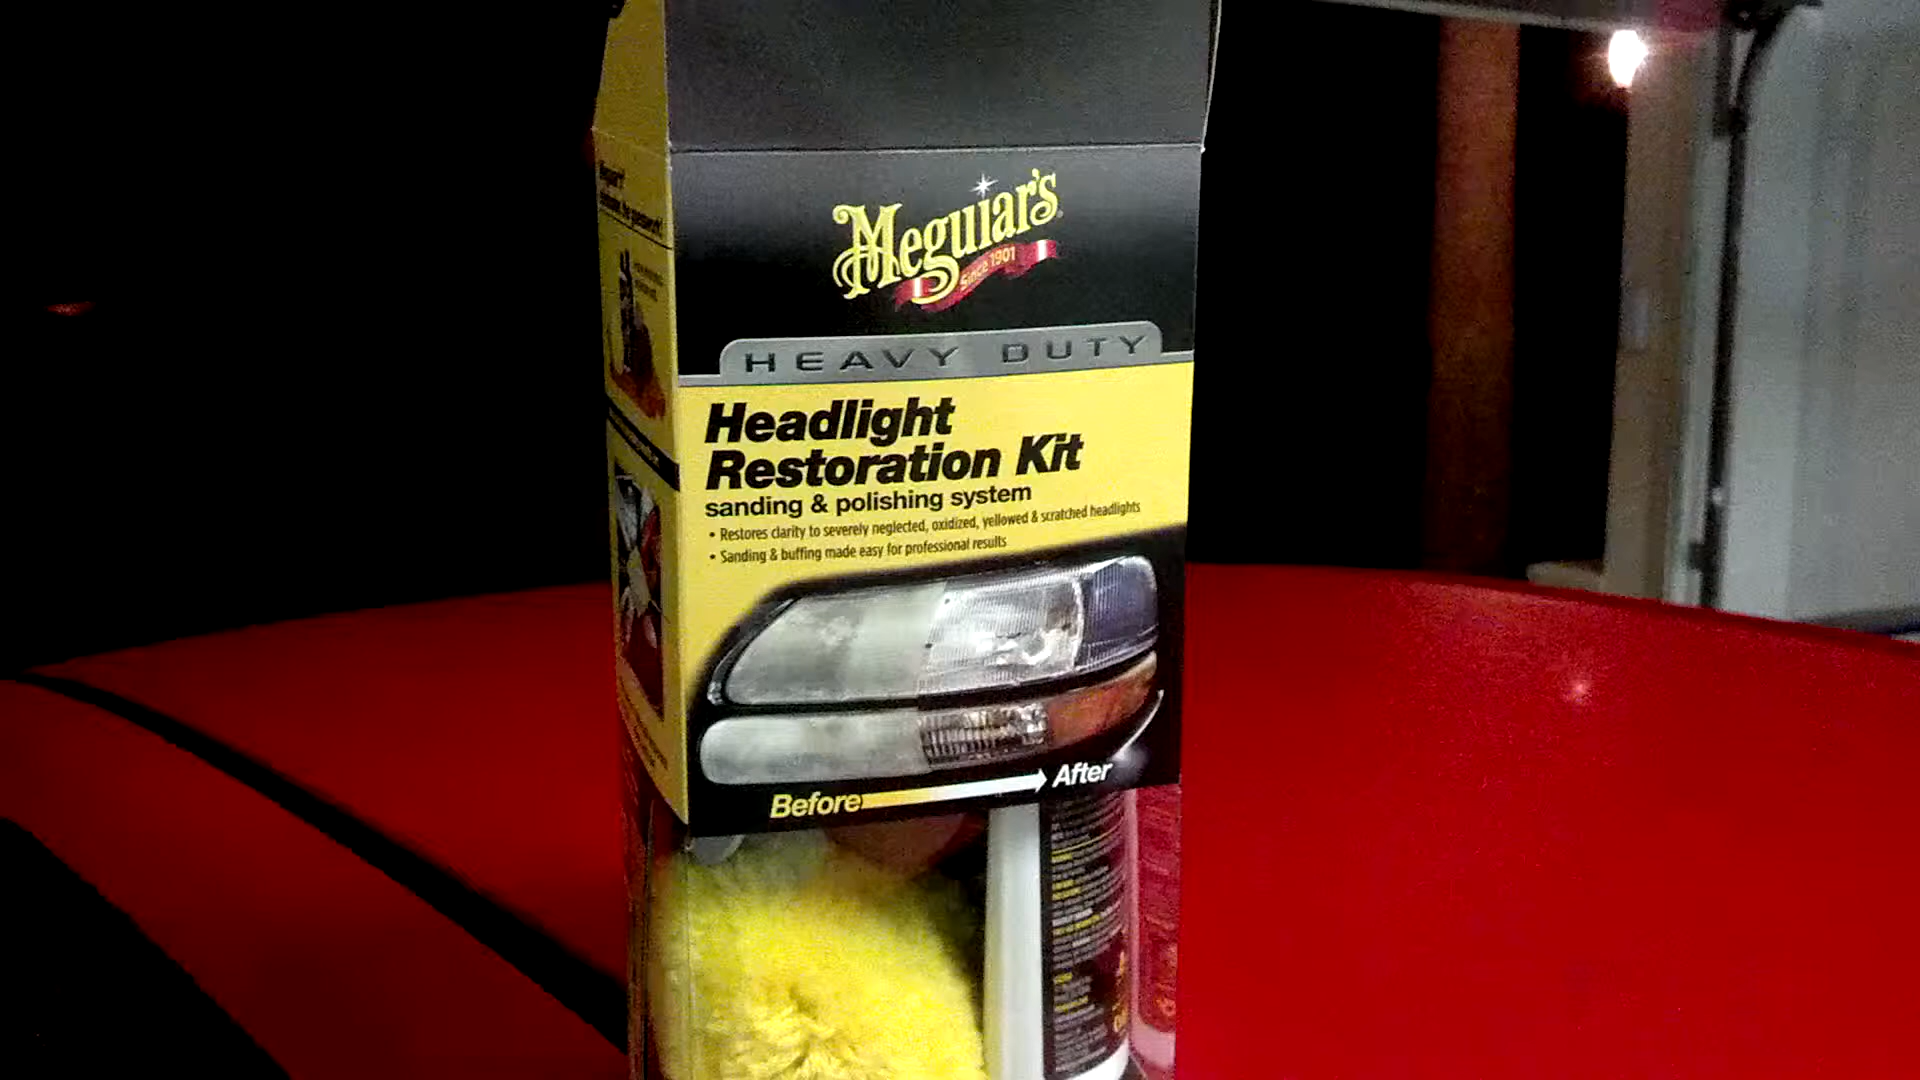 Meguiar's
Since 1901
HEAVY DUTY
Headlight
Restoration Kit
sanding & polishing system
• Restores clarity to severely neglected, oxidized, yellowed & scratched headlights
• Sanding & buffing made easy for professional results
Before
After